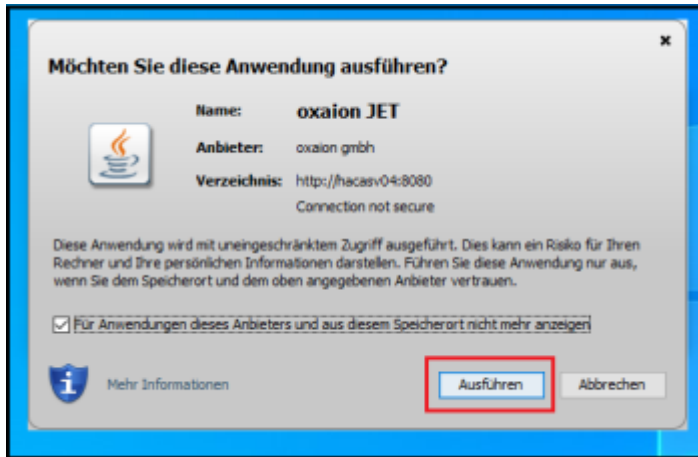 Möchten Sie diese Anwendung ausführen?
Name: oxaion JET
Anbieter: oxaion gmbh
Verzeichnis: http://hacasv04:8080
Connection not secure
Diese Anwendung wird mit uneingeschränktem Zugriff ausgeführt. Dies kann ein Risiko für Ihren
Rechner und Ihre persönlichen Informationen darstellen. Führen Sie diese Anwendung nur aus,
wenn Sie dem Speicherort und dem oben angegebenen Anbieter vertrauen.
Für Anwendungen dieses Anbieters und aus diesem Speicherort nicht mehr anzeigen
Mehr Informationen
Ausführen
Abbrechen